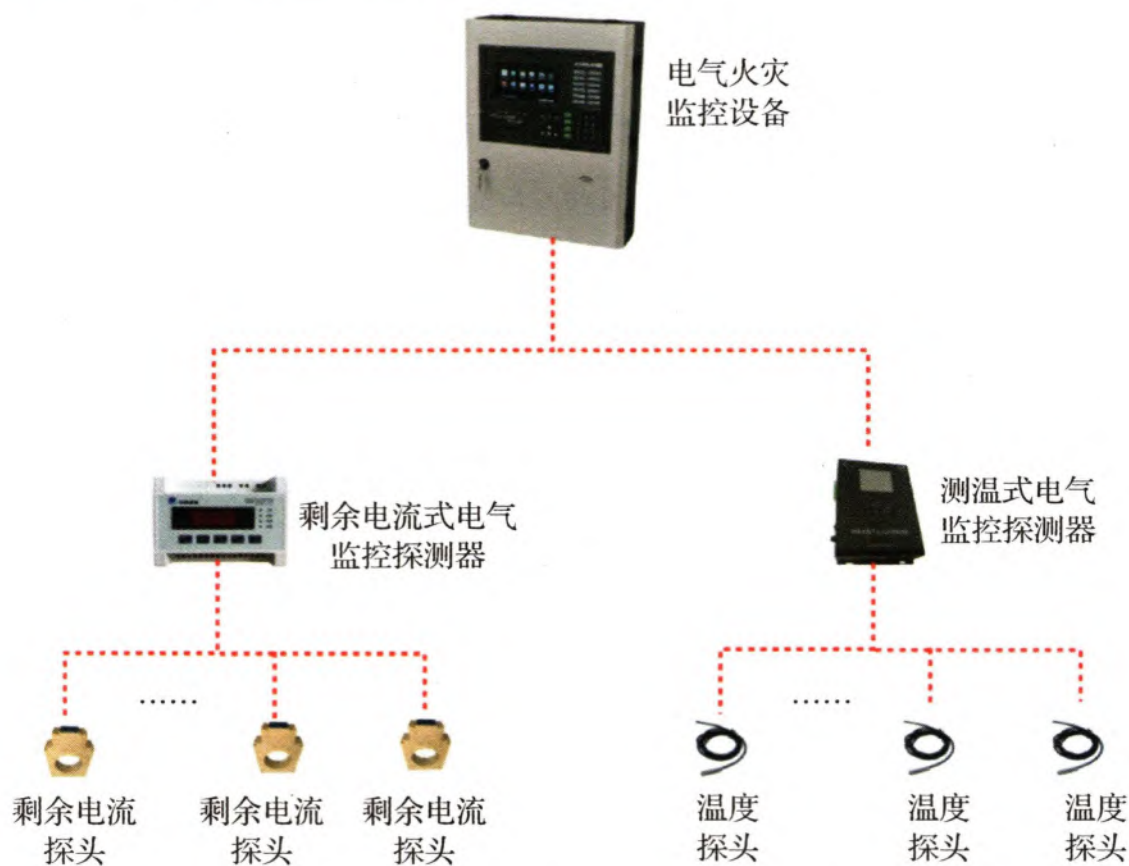 电气火灾
监控设备
剩余电流式电气
监控探测器
测温式电气
监控探测器
……
……
剩余电流
探头
剩余电流
探头
剩余电流
探头
温度
探头
温度
探头
温度
探头